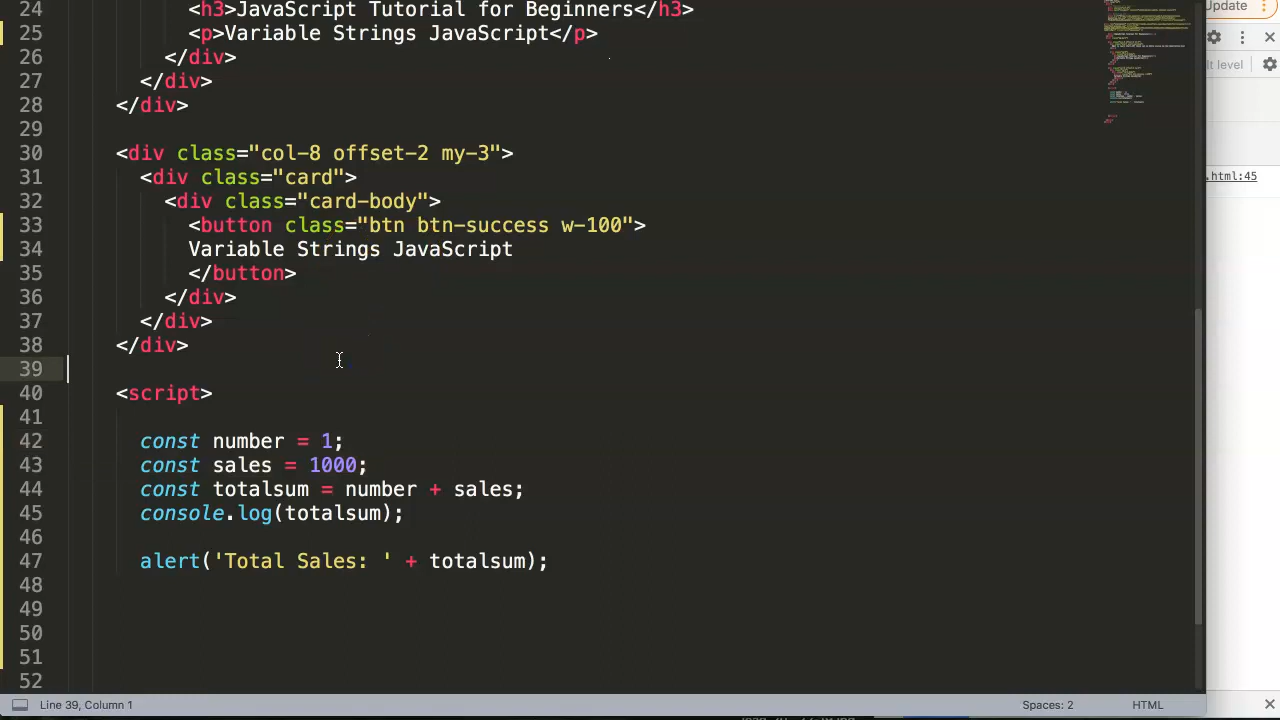 24 <h3>JavaScript Tutorial for Beginners</h3>
25 <p>Variable Strings JavaScript</p>
26 </div>
27 </div>
28 </div>
29
30 <div class="col-8 offset-2 my-3">
31 <div class="card">
32 <div class="card-body">
33 <button class="btn btn-success w-100">
34 Variable Strings JavaScript
35 </button>
36 </div>
37 </div>
38 </div>
39
40 <script>
41
42 const number = 1;
43 const sales = 1000;
44 const totalsum = number + sales;
45 console.log(totalsum);
46
47 alert('Total Sales: ' + totalsum);
48
49
50
51
52
Update
lt level
.html:45
Line 39, Column 1
Spaces: 2
HTML